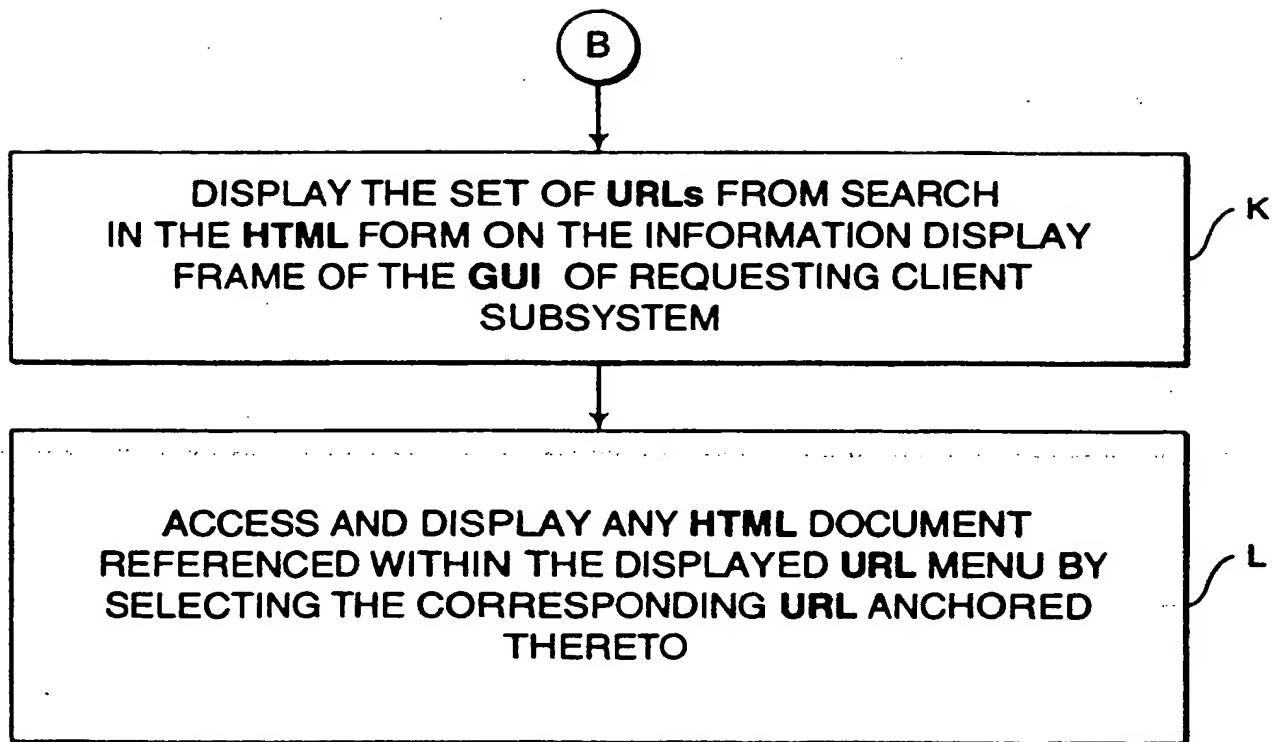 B
DISPLAY THE SET OF URLs FROM SEARCH
IN THE HTML FORM ON THE INFORMATION DISPLAY
FRAME OF THE GUI OF REQUESTING CLIENT
SUBSYSTEM
K
ACCESS AND DISPLAY ANY HTML DOCUMENT
REFERENCED WITHIN THE DISPLAYED URL MENU BY
SELECTING THE CORRESPONDING URL ANCHORED
THERETO
L